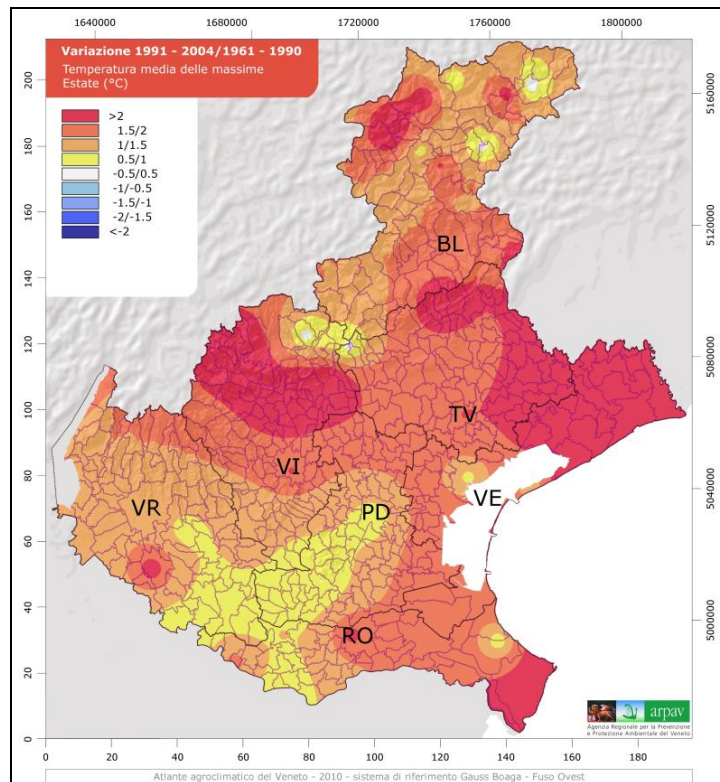 1640000 1680000 1720000 1760000 1800000
Variazione 1991 - 2004/1961 - 1990
Temperatura media delle massime
Estate (°C)
>2
1.5/2
1/1.5
0.5/1
-0.5/0.5
-1/-0.5
-1.5/-1
-2/-1.5
<-2
200
180
160
140
120
100
80
60
40
20
0
5160000
5120000
5080000
5040000
5000000
BL
TV
VI
VE
VR
PD
RO
arpav
Agenzia Regionale per la Prevenzione
e Protezione Ambientale del Veneto
0 20 40 60 80 100 120 140 160 180
Atlante agroclimatico del Veneto - 2010 - sistema di riferimento Gauss Boaga - Fuso Ovest